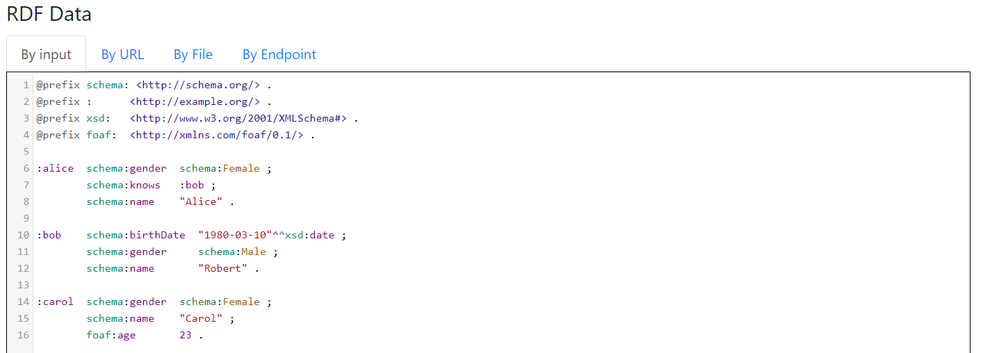 RDF Data
By input By URL By File By Endpoint
1 @prefix schema: <http://schema.org/> .
2 @prefix : <http://example.org/> .
3 @prefix xsd: <http://www.w3.org/2001/XMLSchema#> .
4 @prefix foaf: <http://xmlns.com/foaf/0.1/> .
5
6 :alice schema:gender schema:Female ;
7 schema:knows :bob ;
8 schema:name "Alice" .
9
10 :bob schema:birthDate "1980-03-10"^^xsd:date ;
11 schema:gender schema:Male ;
12 schema:name "Robert" .
13
14 :carol schema:gender schema:Female ;
15 schema:name "Carol" ;
16 foaf:age 23 .